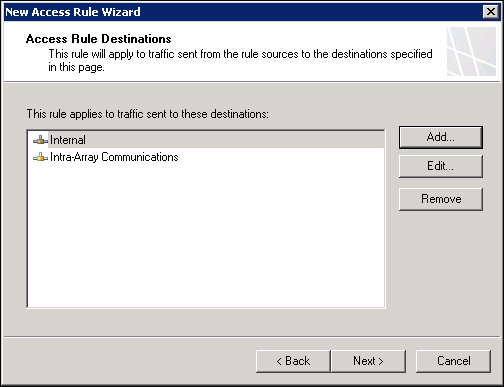 New Access Rule Wizard
Access Rule Destinations
This rule will apply to traffic sent from the rule sources to the destinations specified
in this page.
This rule applies to traffic sent to these destinations:
Internal
Intra-Array Communications
Add...
Edit...
Remove
< Back
Next >
Cancel